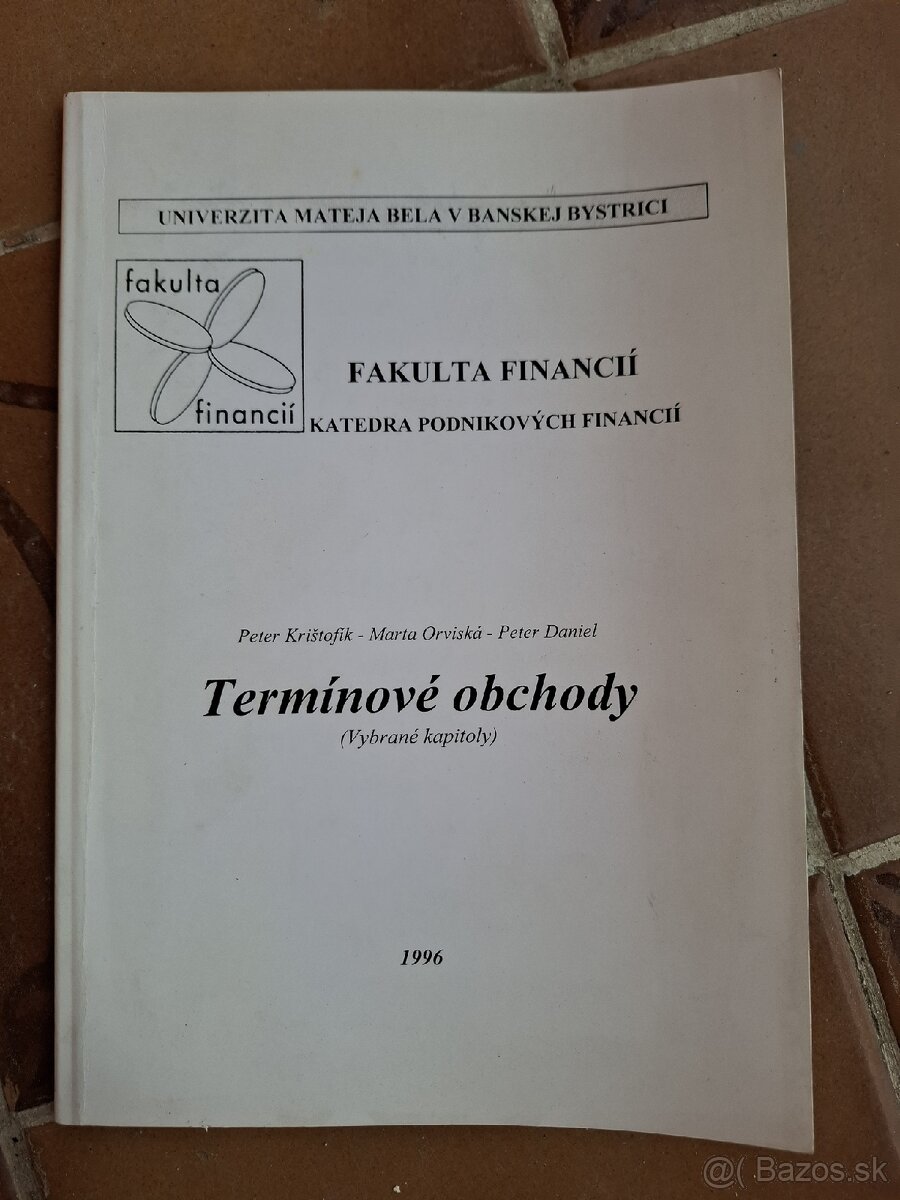 UNIVERZITA MATEJA BELA V BANSKEJ BYSTRICI
fakulta
financií
FAKULTA FINANCIÍ
KATEDRA PODNIKOVÝCH FINANCIÍ
Peter Krištofík - Marta Orviská - Peter Daniel
Termínové obchody
(Vybrané kapitoly)
1996
@( Bazos.sk